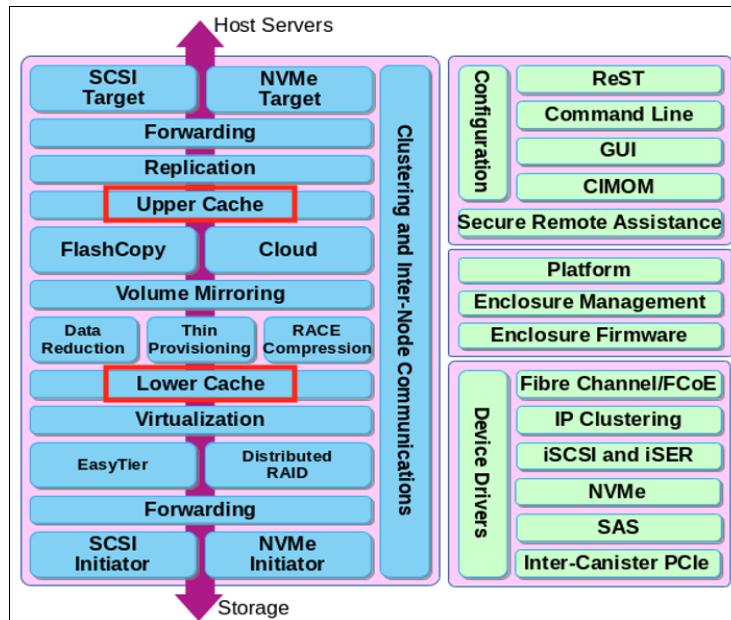 Host Servers
SCSI
Target
NVMe
Target
Forwarding
Replication
Upper Cache
FlashCopy
Cloud
Volume Mirroring
Data
Reduction
Thin
Provisioning
RACE
Compression
Lower Cache
Virtualization
EasyTier
Distributed
RAID
Forwarding
SCSI
Initiator
NVMe
Initiator
Storage
Clustering and Inter-Node Communications
Configuration
ReST
Command Line
GUI
CIMOM
Secure Remote Assistance
Platform
Enclosure Management
Enclosure Firmware
Device Drivers
Fibre Channel/FCoE
IP Clustering
iSCSI and iSER
NVMe
SAS
Inter-Canister PCIe